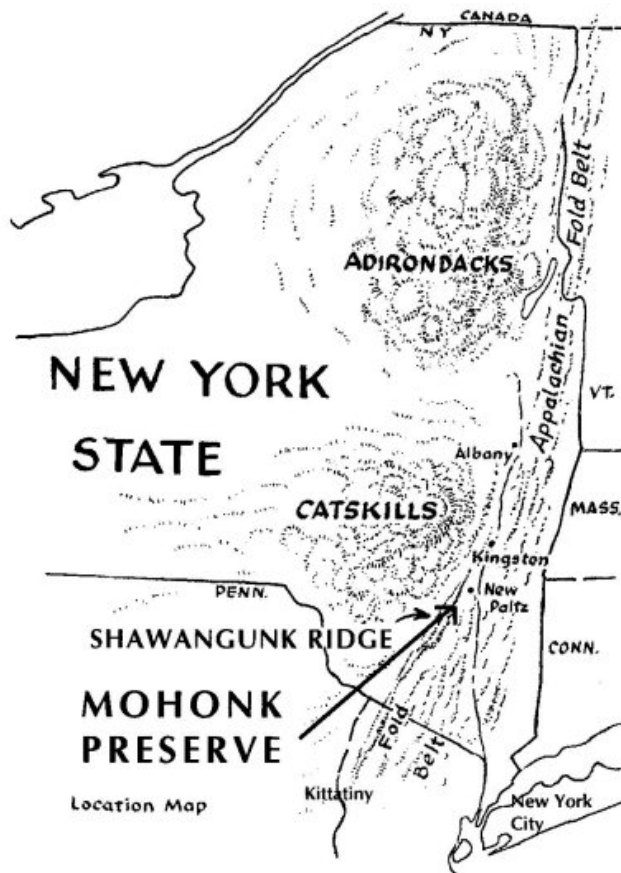 CANADA
NY
Fold Belt
ADIRONDACKS
Appalachian
NEW YORK
STATE
VT.
Albany
CATSKILLS
MASS.
Kingston
PENN.
New
Paltz
SHAWANGUNK RIDGE
CONN.
MOHONK
PRESERVE
Fold
Belt
Kittatiny
Location Map
New York
City